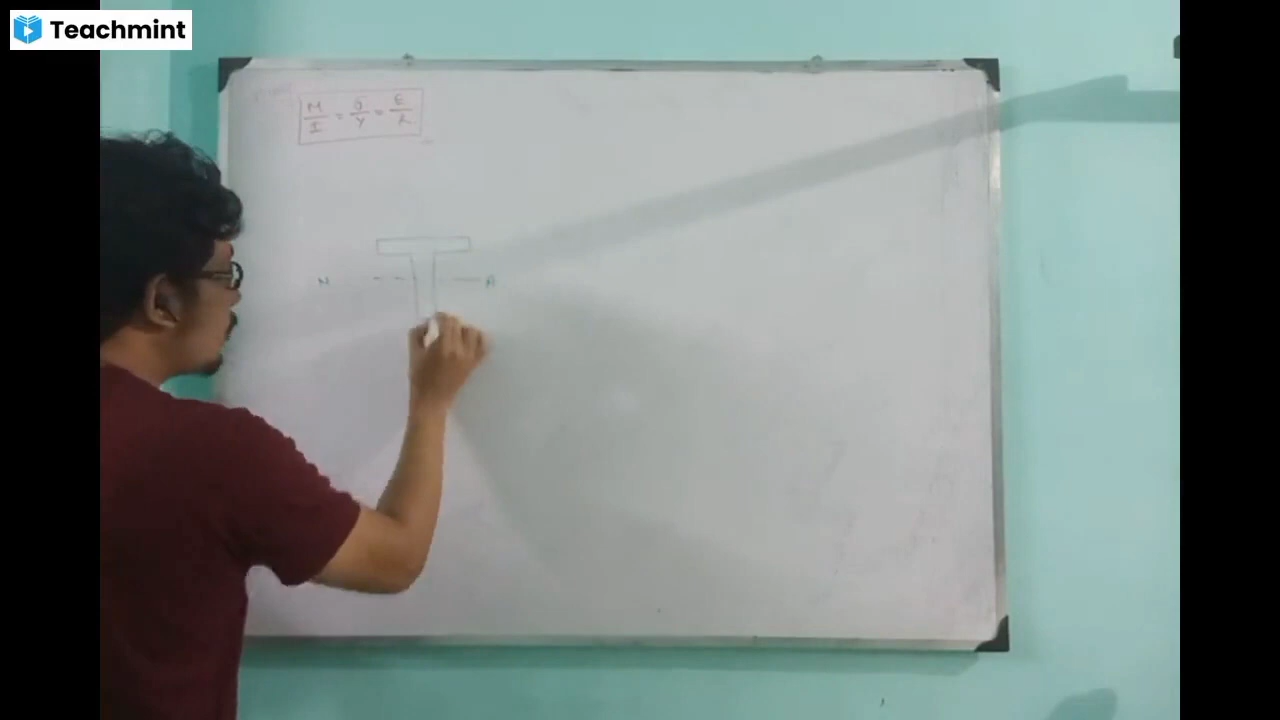 Teachmint
M/I = σ/Y = E/R
N A